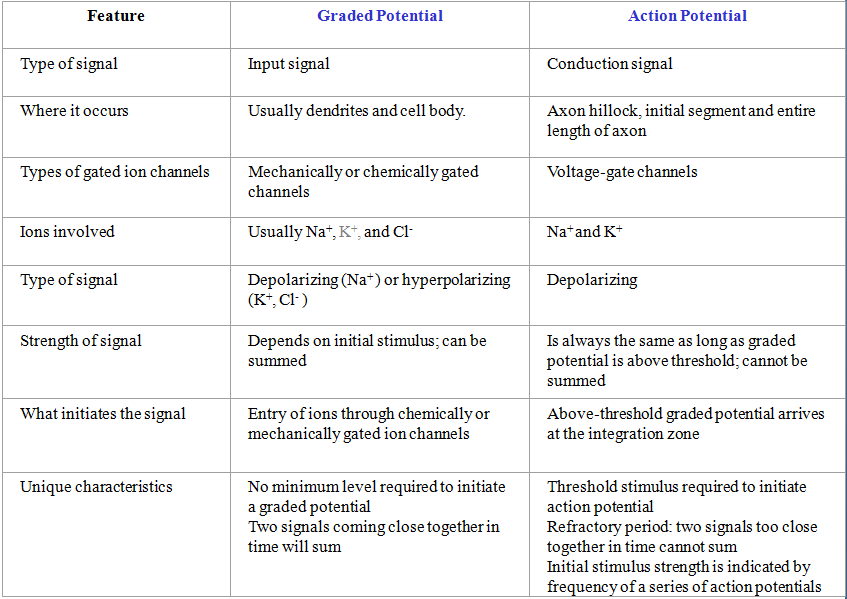 Feature Graded Potential Action Potential
Type of signal Input signal Conduction signal
Where it occurs Usually dendrites and cell body. Axon hillock, initial segment and entire
length of axon
Types of gated ion channels Mechanically or chemically gated Voltage-gate channels
channels
Ions involved Usually Na⁺, K⁺, and Cl⁻ Na⁺ and K⁺
Type of signal Depolarizing (Na⁺) or hyperpolarizing Depolarizing
(K⁺, Cl⁻ )
Strength of signal Depends on initial stimulus; can be Is always the same as long as graded
summed potential is above threshold; cannot be
summed
What initiates the signal Entry of ions through chemically or Above-threshold graded potential arrives
mechanically gated ion channels at the integration zone
Unique characteristics No minimum level required to initiate Threshold stimulus required to initiate
a graded potential action potential
Two signals coming close together in Refractory period: two signals too close
time will sum together in time cannot sum
Initial stimulus strength is indicated by
frequency of a series of action potentials